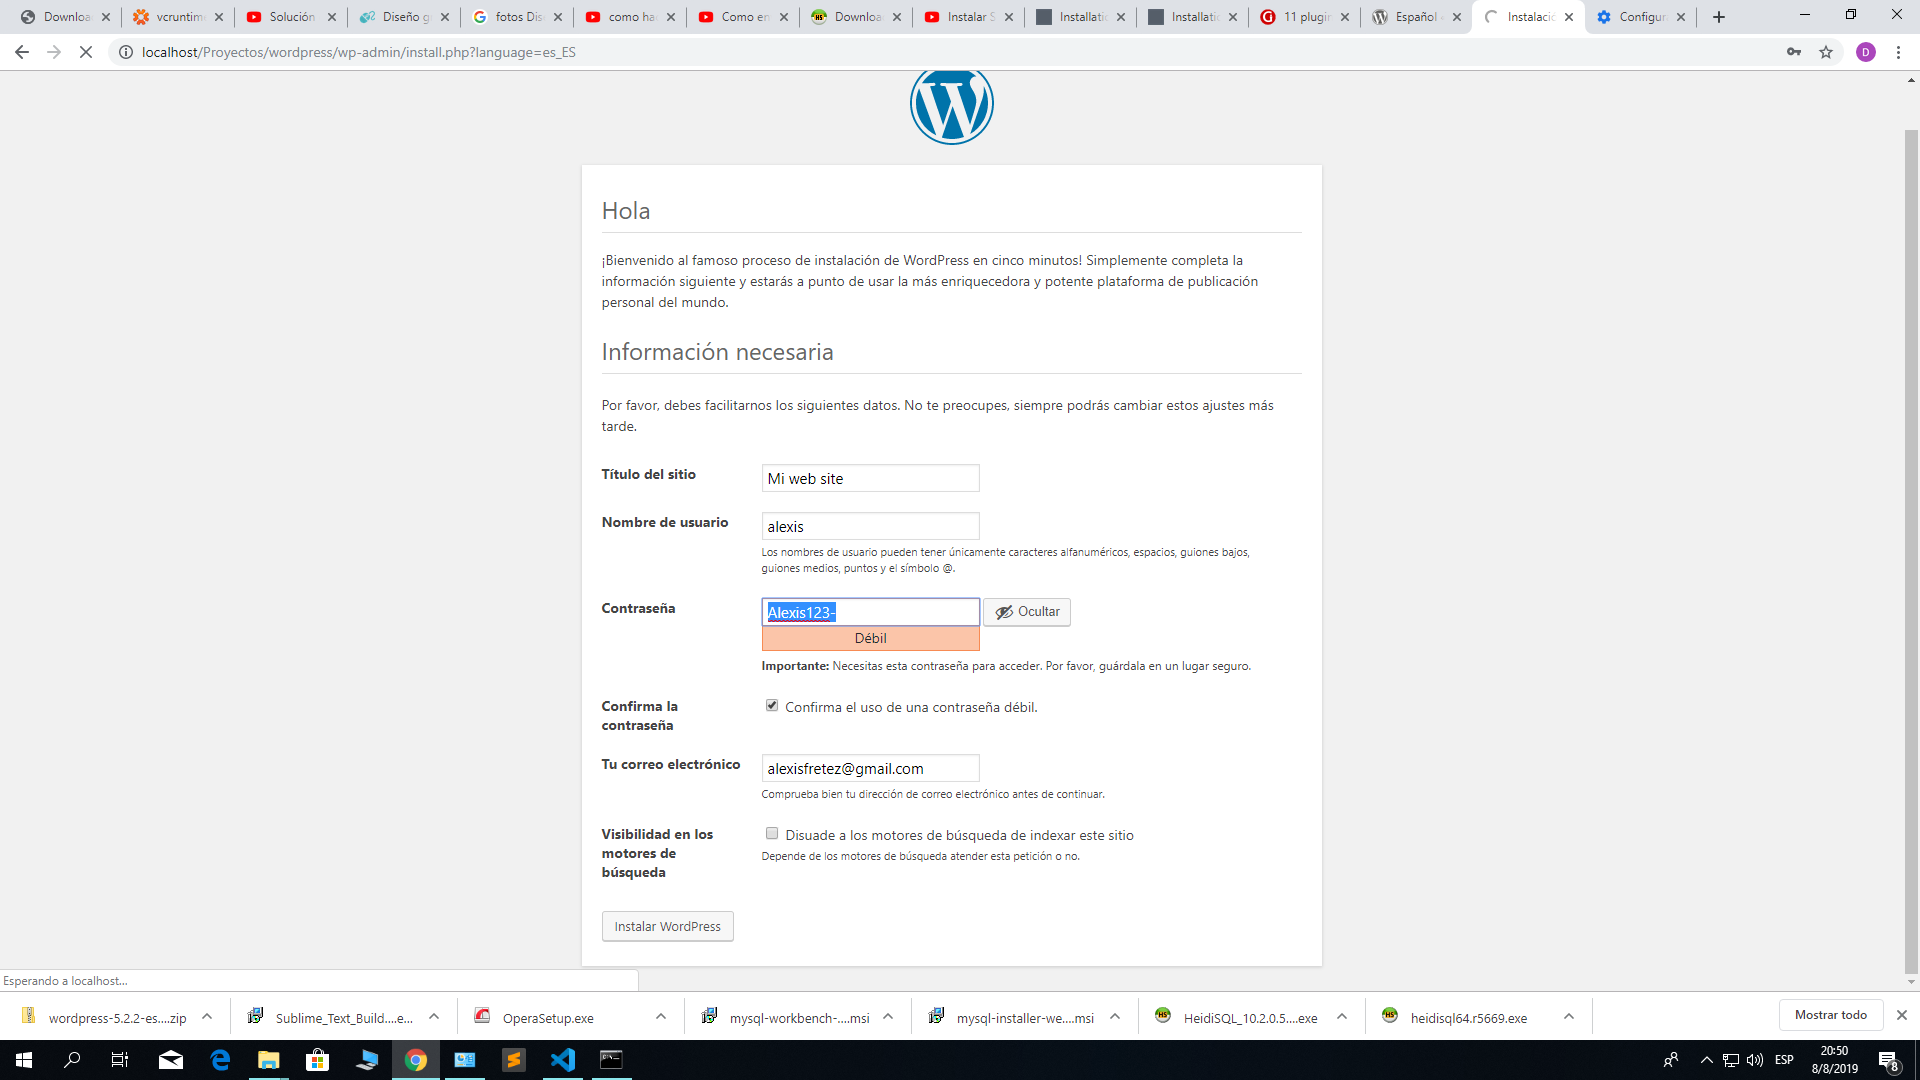 Downloa
vcruntim
Solución
Diseño g
fotos Dis
como ha
Como en
Downloa
Instalar S
Installatio
Installatio
11 plugin
Español
Instalació
Configur
localhost/Proyectos/wordpress/wp-admin/install.php?language=es_ES
D
Hola
¡Bienvenido al famoso proceso de instalación de WordPress en cinco minutos! Simplemente completa la
información siguiente y estarás a punto de usar la más enriquecedora y potente plataforma de publicación
personal del mundo.
Información necesaria
Por favor, debes facilitarnos los siguientes datos. No te preocupes, siempre podrás cambiar estos ajustes más
tarde.
Título del sitio
Mi web site
Nombre de usuario
alexis
Los nombres de usuario pueden tener únicamente caracteres alfanuméricos, espacios, guiones bajos,
guiones medios, puntos y el símbolo @.
Contraseña
Alexis123-
Ocultar
Débil
Importante: Necesitas esta contraseña para acceder. Por favor, guárdala en un lugar seguro.
Confirma la
contraseña
Confirma el uso de una contraseña débil.
Tu correo electrónico
alexisfretez@gmail.com
Comprueba bien tu dirección de correo electrónico antes de continuar.
Visibilidad en los
motores de
búsqueda
Disuade a los motores de búsqueda de indexar este sitio
Depende de los motores de búsqueda atender esta petición o no.
Instalar WordPress
Esperando a localhost...
wordpress-5.2.2-es....zip
Sublime_Text_Build....e...
OperaSetup.exe
mysql-workbench-....msi
mysql-installer-we....msi
HeidiSQL_10.2.0.5....exe
heidisql64.r5669.exe
Mostrar todo
ESP
20:50
8/8/2019
8